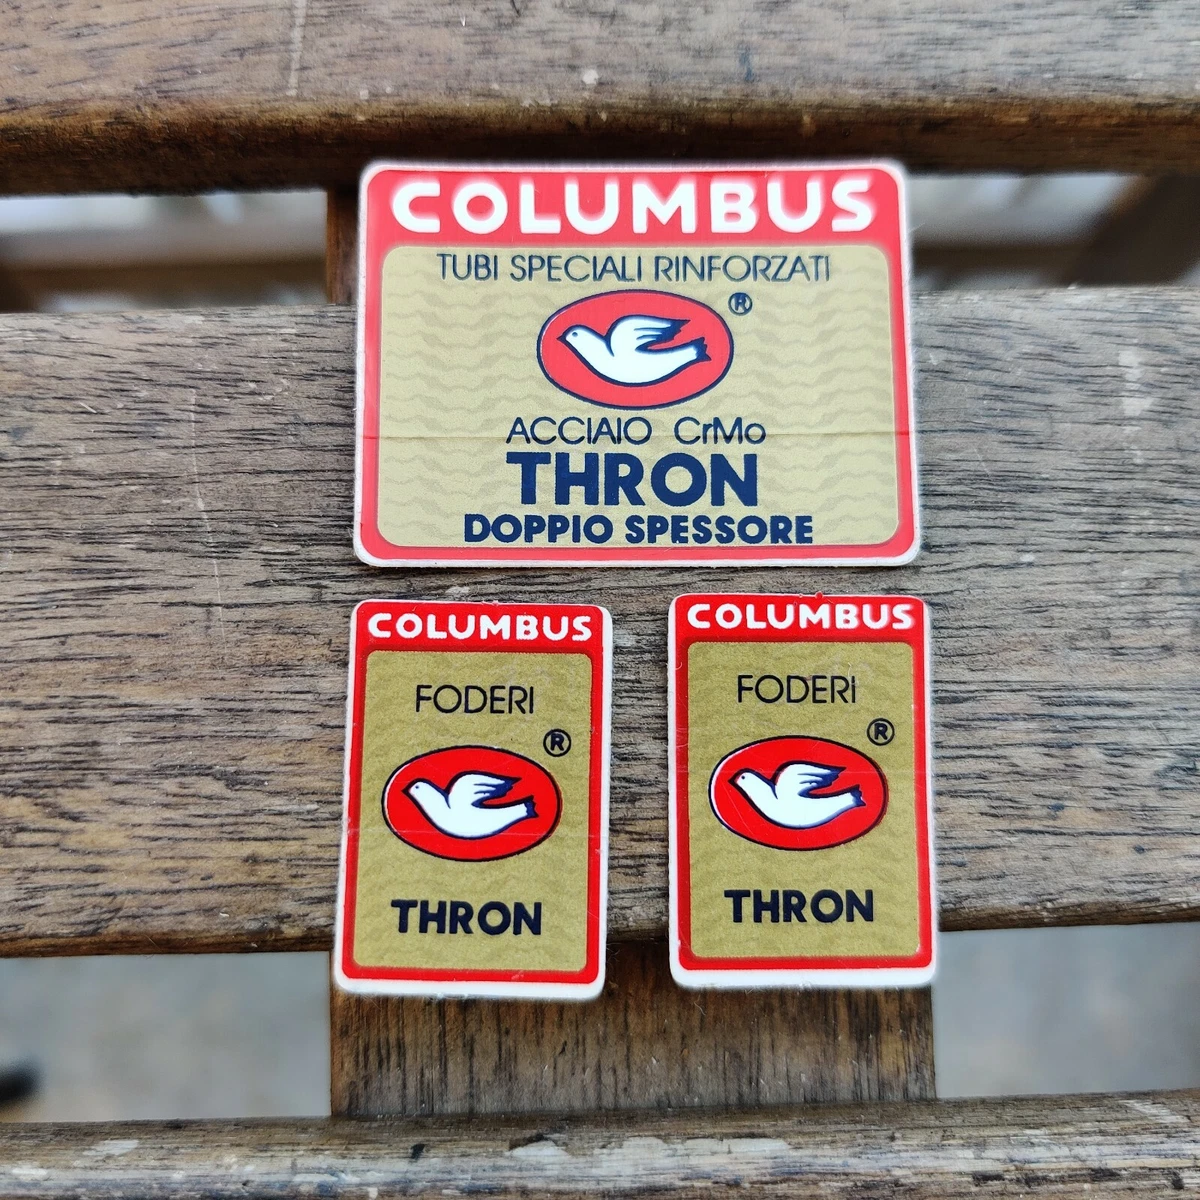 COLUMBUS
TUBI SPECIALI RINFORZATI
®
ACCIAIO CrMo
THRON
DOPPIO SPESSORE
COLUMBUS
FODERI
®
THRON
COLUMBUS
FODERI
®
THRON